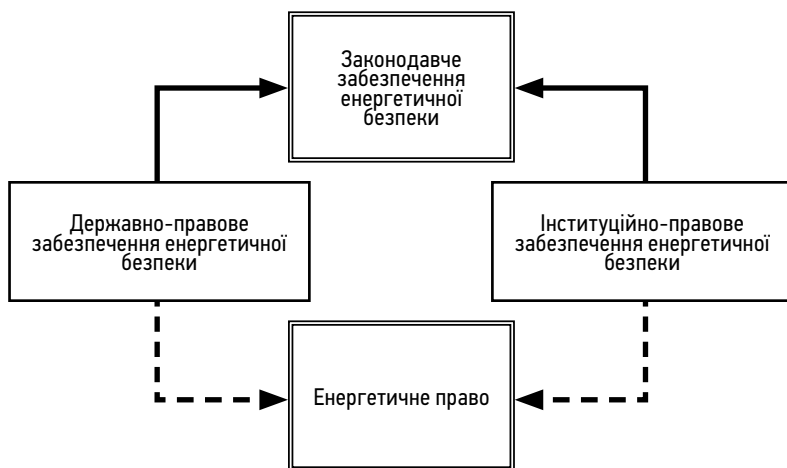 Законодавче
забезпечення
енергетичної
безпеки
Державно-правове
забезпечення енергетичної
безпеки
Інституційно-правове
забезпечення енергетичної
безпеки
Енергетичне право